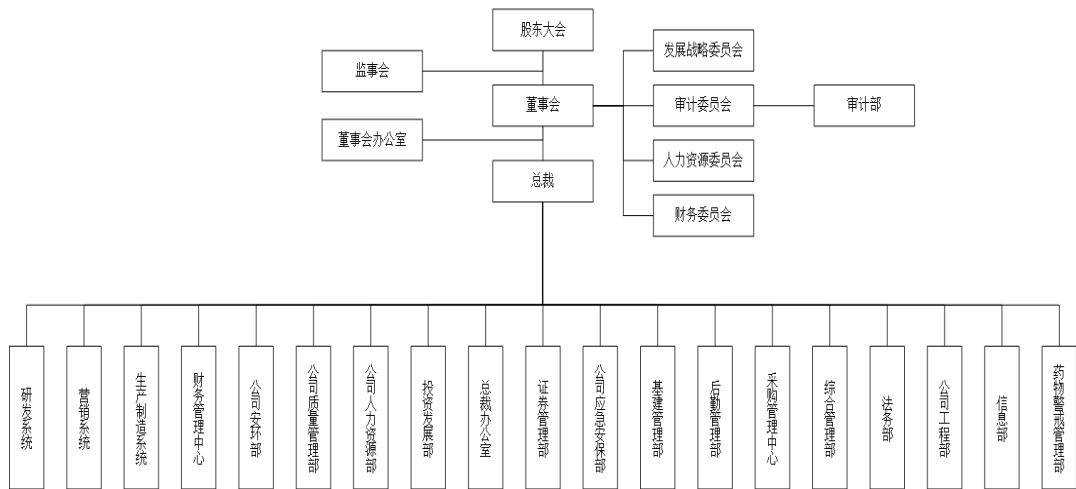 股东大会
监事会
发展战略委员会
董事会
审计委员会
审计部
董事会办公室
人力资源委员会
总裁
财务委员会
研发系统
营销系统
生产制造系统
财务管理中心
公司安环部
公司质量管理部
公司人力资源部
投资发展部
总裁办公室
证券管理部
公司应急安保部
基建管理部
后勤管理部
采购管理中心
综合管理部
法务部
公司工程部
信息部
药物警戒管理部